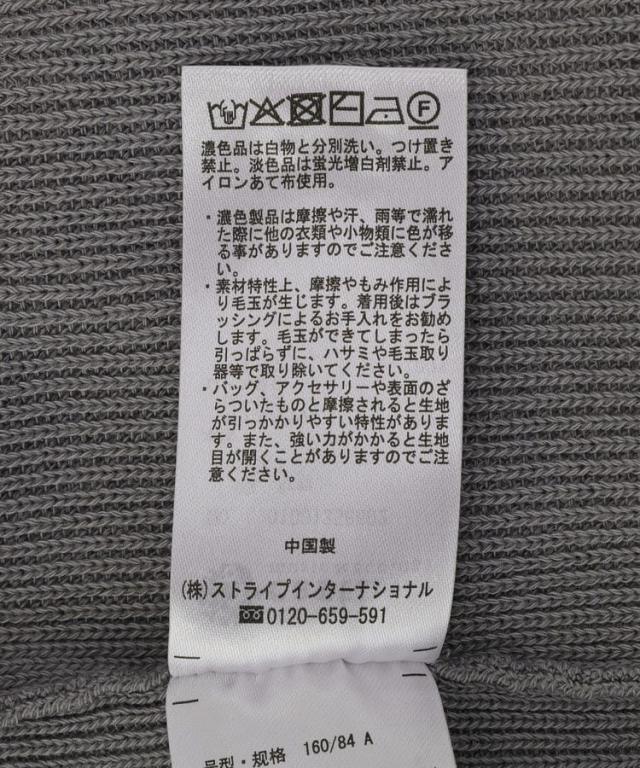 濃色品は白物と分別洗い。つけ置き
禁止。淡色品は蛍光増白剤禁止。ア
イロンあて布使用。
・濃色製品は摩擦や汗、雨等で濡れ
た際に他の衣類や小物類に色が移
る事がありますのでご注意くださ
い。
・素材特性上、摩擦やもみ作用によ
り毛玉が生じます。着用後はブラ
ッシングによるお手入れをお勧め
します。毛玉ができてしまったら
引っぱらずに、ハサミや毛玉取り
器等で取り除いてください。
・バッグ、アクセサリーや表面のざ
らついたものと摩擦されると生地
が引っかかりやすい特性がありま
す。また、強い力がかかると生地
目が開くことがありますのでご注
意ください。
中国製
(株)ストライプインターナショナル
0120-659-591
号型・规格 160/84 A